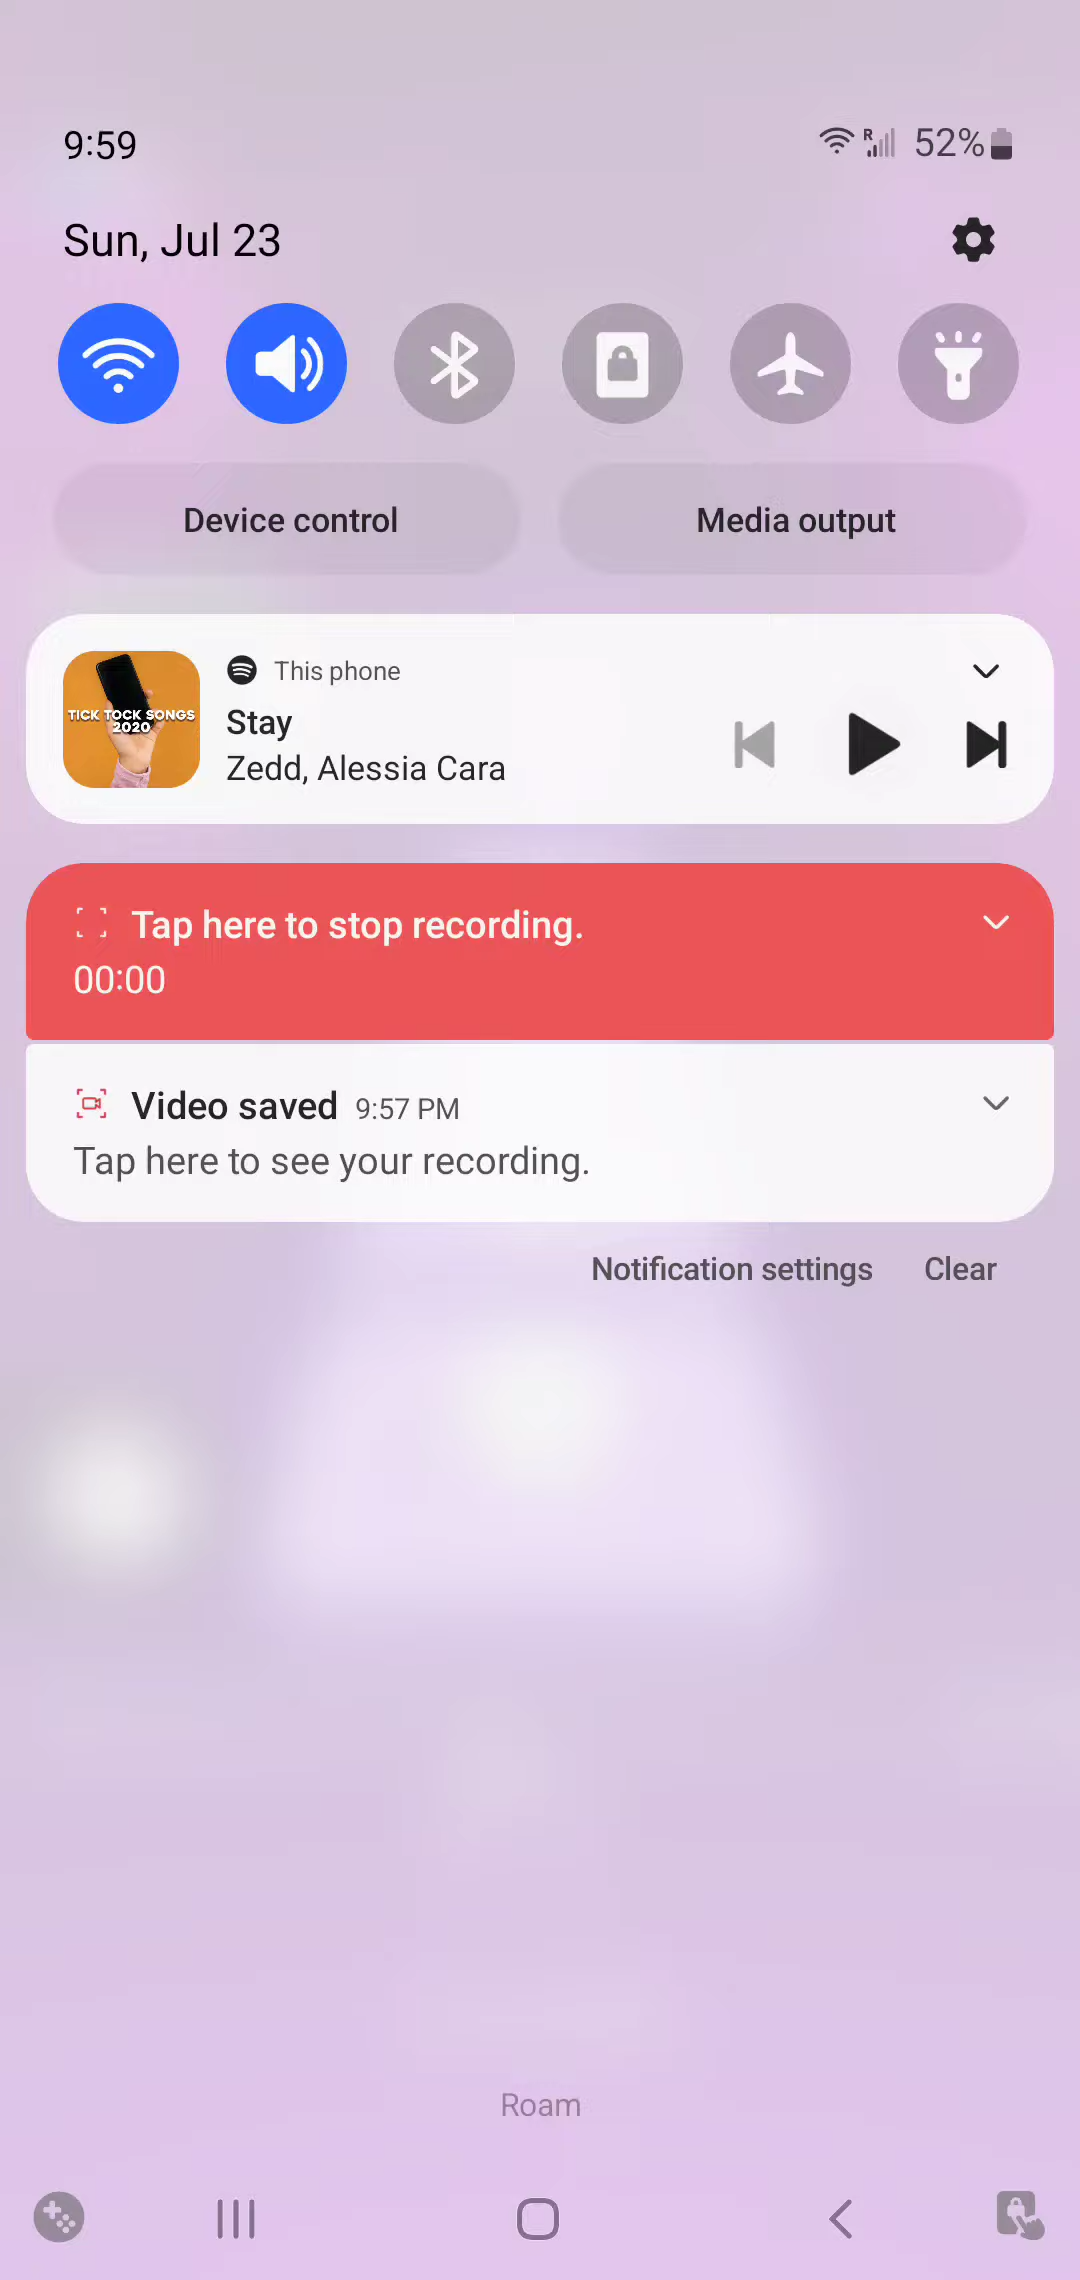 9:59
R 52%
Sun, Jul 23
Device control
Media output
This phone
TICK TOCK SONGS
2020
Stay
Zedd, Alessia Cara
Tap here to stop recording.
00:00
Video saved 9:57 PM
Tap here to see your recording.
Notification settings Clear
Roam